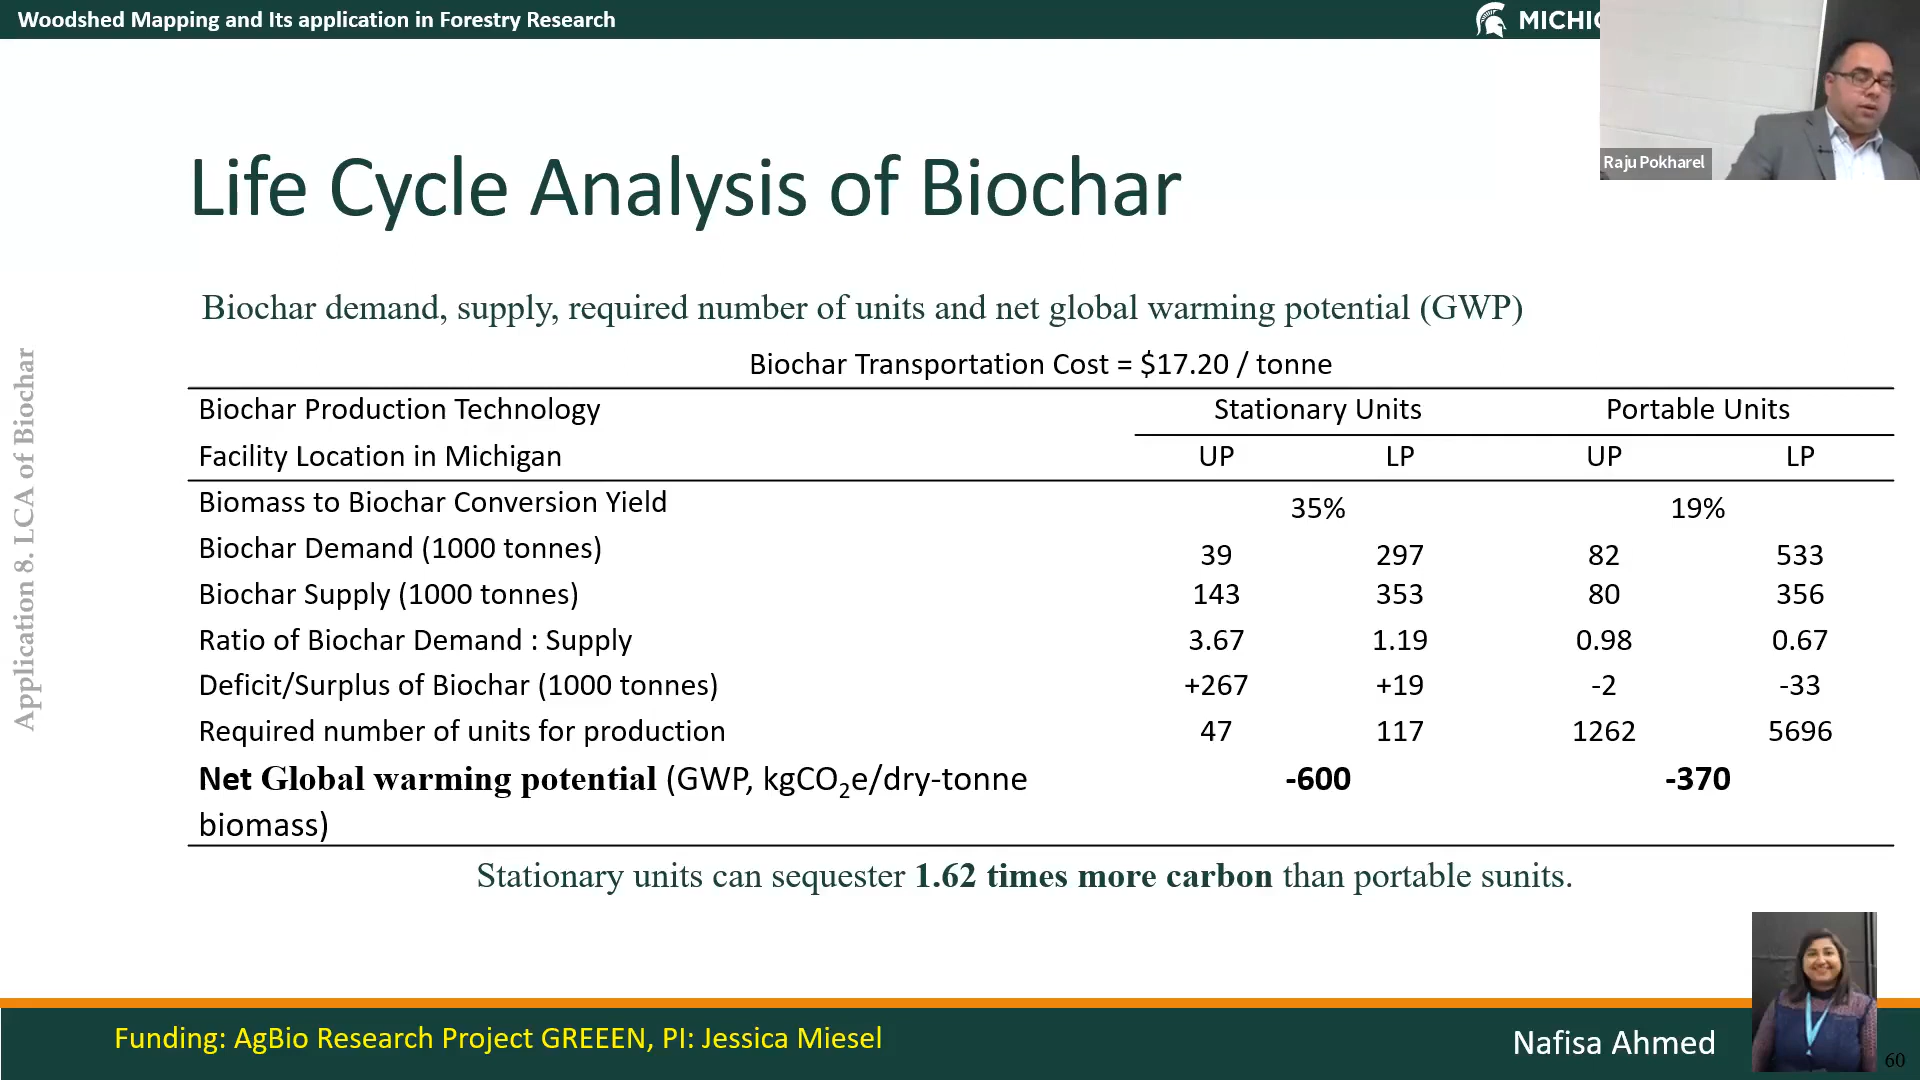 Woodshed Mapping and Its application in Forestry Research
Raju Pokharel
Life Cycle Analysis of Biochar
Biochar demand, supply, required number of units and net global warming potential (GWP)
Application 8. LCA of Biochar
Biochar Transportation Cost = $17.20 / tonne
Biochar Production Technology Stationary Units Portable Units
Facility Location in Michigan UP LP UP LP
Biomass to Biochar Conversion Yield 35% 19%
Biochar Demand (1000 tonnes) 39 297 82 533
Biochar Supply (1000 tonnes) 143 353 80 356
Ratio of Biochar Demand : Supply 3.67 1.19 0.98 0.67
Deficit/Surplus of Biochar (1000 tonnes) +267 +19 -2 -33
Required number of units for production 47 117 1262 5696
Net Global warming potential (GWP, kgCO₂e/dry-tonne -600 -370
biomass)
Stationary units can sequester 1.62 times more carbon than portable sunits.
Funding: AgBio Research Project GREEEN, PI: Jessica Miesel
Nafisa Ahmed
60